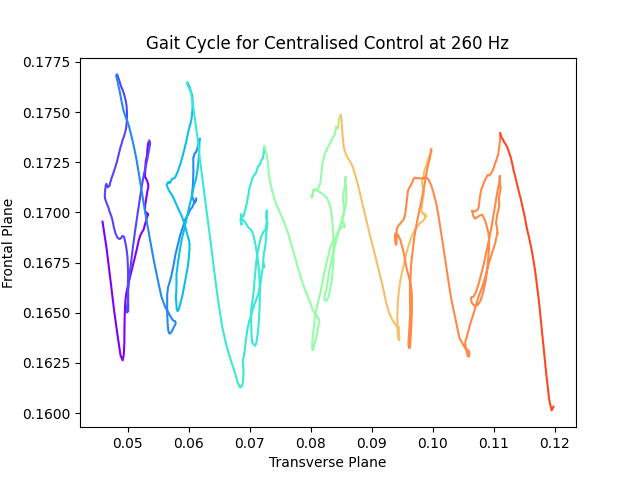 Gait Cycle for Centralised Control at 260 Hz
0.1775
0.1750
0.1725
0.1700
0.1675
0.1650
0.1625
0.1600
Frontal Plane
0.05 0.06 0.07 0.08 0.09 0.10 0.11 0.12
Transverse Plane